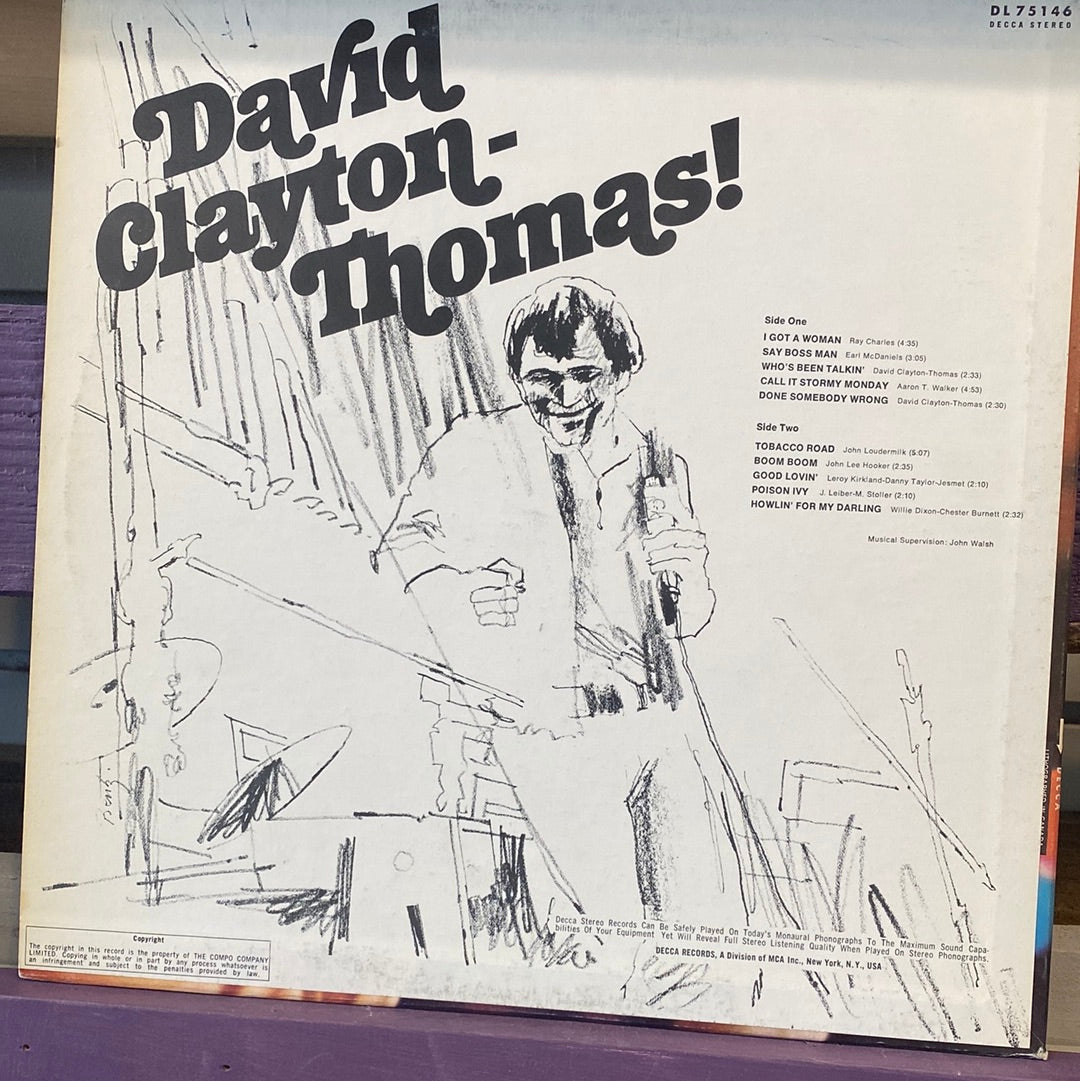 DL 75146
DECCA STEREO
David
Clayton-
Thomas!
Side One
I GOT A WOMAN Ray Charles (4:35)
SAY BOSS MAN Earl McDaniels (3:05)
WHO'S BEEN TALKIN' David Clayton-Thomas (2:33)
CALL IT STORMY MONDAY Aaron T. Walker (4:53)
DONE SOMEBODY WRONG David Clayton-Thomas (2:30)
Side Two
TOBACCO ROAD John Loudermilk (5:07)
BOOM BOOM John Lee Hooker (2:35)
GOOD LOVIN' Leroy Kirkland-Danny Taylor-Jesmet (2:10)
POISON IVY J. Leiber-M. Stoller (2:10)
HOWLIN' FOR MY DARLING Willie Dixon-Chester Burnett (2:32)
Musical Supervision: John Walsh
Decca Stereo Records Can Be Safely Played On Today's Monaural Phonographs To The Maximum Sound Capa-
bilities Of Your Equipment Yet Will Reveal Full Stereo Listening Quality When Played On Stereo Phonographs.
DECCA RECORDS, A Division of MCA Inc., New York, N.Y., USA
Copyright
The copyright in this record is the property of THE COMPO COMPANY
LIMITED. Copying in whole or in part by any process whatsoever is
an infringement and subject to the penalties provided by law.
DECCA